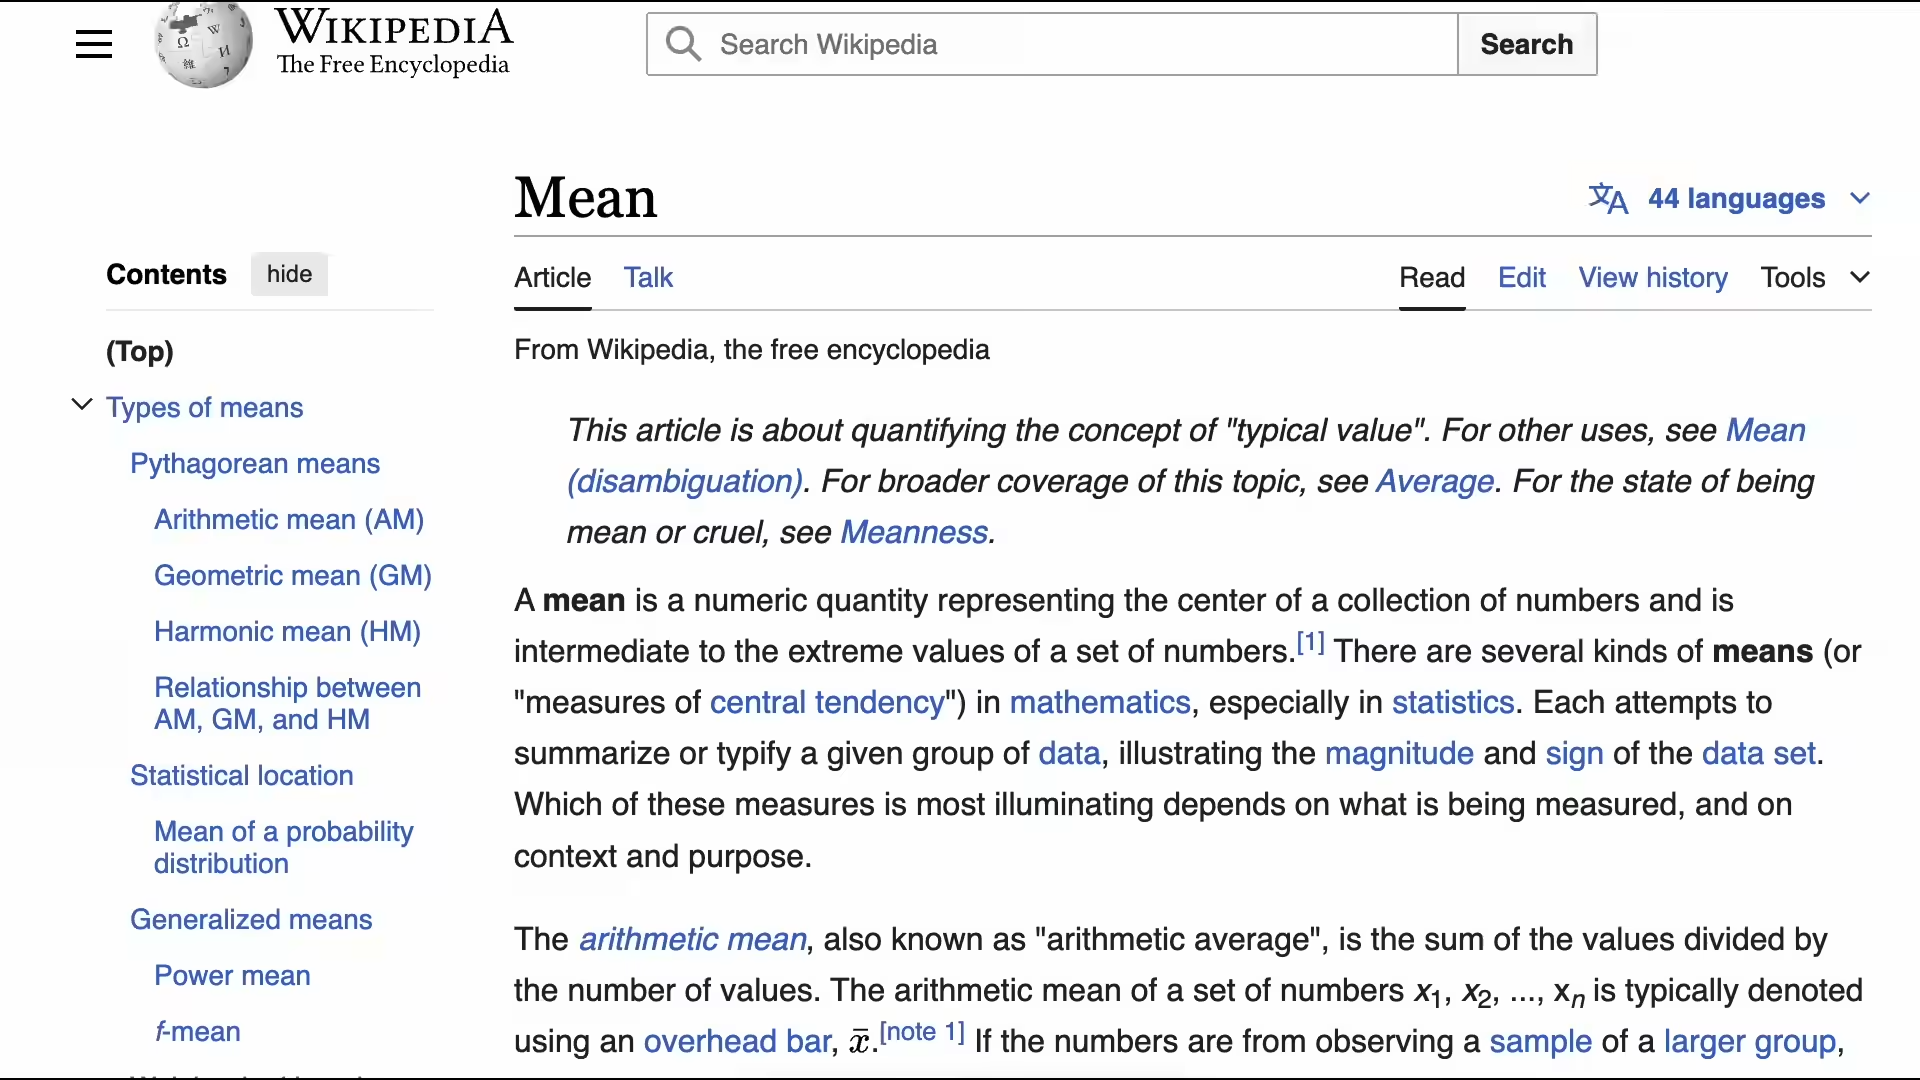 WIKIPEDIA
The Free Encyclopedia
Search Wikipedia
Search
Mean
44 languages
Contents hide
Article Talk
Read Edit View history Tools
(Top)
Types of means
Pythagorean means
Arithmetic mean (AM)
Geometric mean (GM)
Harmonic mean (HM)
Relationship between
AM, GM, and HM
Statistical location
Mean of a probability
distribution
Generalized means
Power mean
f-mean
From Wikipedia, the free encyclopedia
This article is about quantifying the concept of "typical value". For other uses, see Mean
(disambiguation). For broader coverage of this topic, see Average. For the state of being
mean or cruel, see Meanness.
A mean is a numeric quantity representing the center of a collection of numbers and is
intermediate to the extreme values of a set of numbers.[1] There are several kinds of means (or
"measures of central tendency") in mathematics, especially in statistics. Each attempts to
summarize or typify a given group of data, illustrating the magnitude and sign of the data set.
Which of these measures is most illuminating depends on what is being measured, and on
context and purpose.
The arithmetic mean, also known as "arithmetic average", is the sum of the values divided by
the number of values. The arithmetic mean of a set of numbers x₁, x₂, ..., xₙ is typically denoted
using an overhead bar, x̄.[note 1] If the numbers are from observing a sample of a larger group,